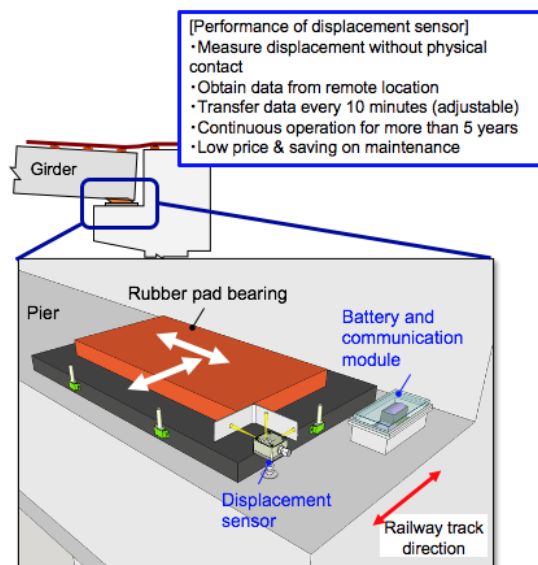 [Performance of displacement sensor]
・Measure displacement without physical
contact
・Obtain data from remote location
・Transfer data every 10 minutes (adjustable)
・Continuous operation for more than 5 years
・Low price & saving on maintenance
Girder
Rubber pad bearing
Pier
Battery and
communication
module
Displacement
sensor
Railway track
direction